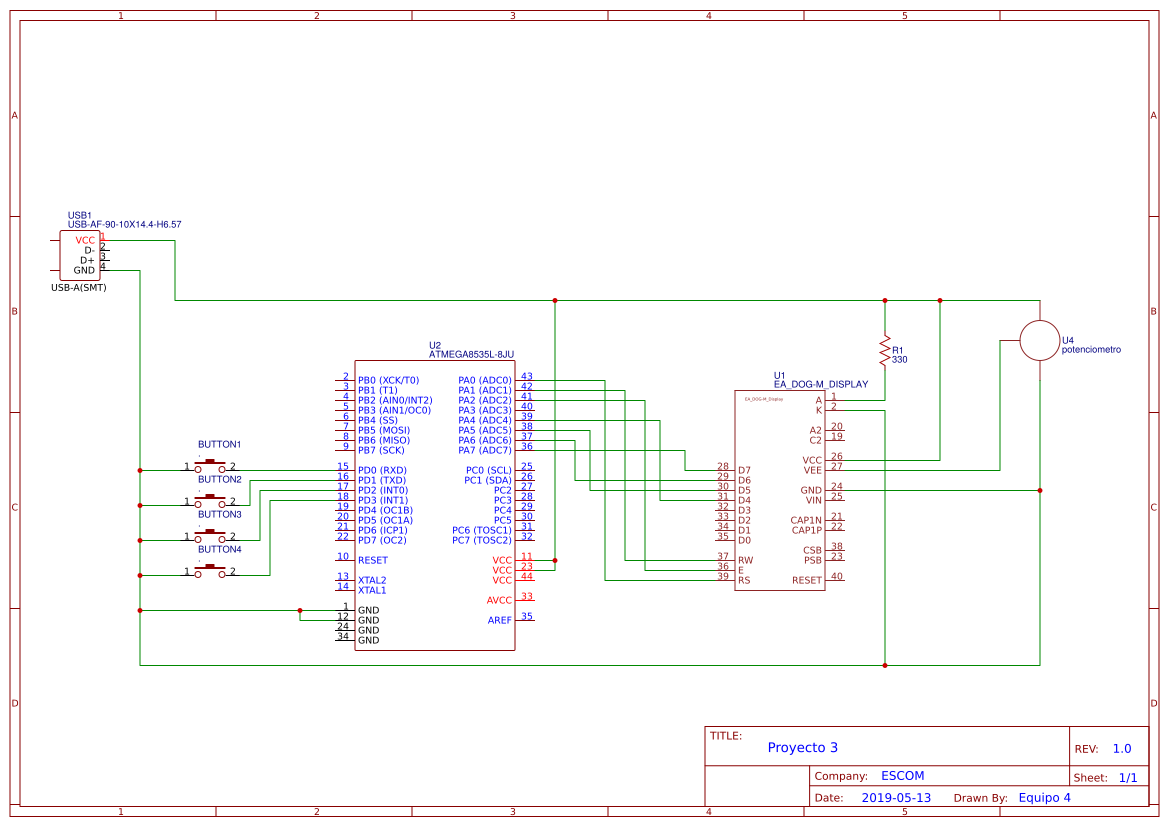 1 2 3 4 5
A A
B B
C C
D D
USB1
USB-AF-90-10X14.4-H6.57
VCC 1
D- 2
D+ 3
GND 4
USB-A(SMT)
BUTTON1
1 2
BUTTON2
1 2
BUTTON3
1 2
BUTTON4
1 2
U2
ATMEGA8535L-8JU
2 PB0 (XCK/T0) PA0 (ADC0) 43
3 PB1 (T1) PA1 (ADC1) 42
4 PB2 (AIN0/INT2) PA2 (ADC2) 41
5 PB3 (AIN1/OC0) PA3 (ADC3) 40
6 PB4 (SS) PA4 (ADC4) 39
7 PB5 (MOSI) PA5 (ADC5) 38
8 PB6 (MISO) PA6 (ADC6) 37
9 PB7 (SCK) PA7 (ADC7) 36
15 PD0 (RXD) PC0 (SCL) 25
16 PD1 (TXD) PC1 (SDA) 26
17 PD2 (INT0) PC2 27
18 PD3 (INT1) PC3 28
19 PD4 (OC1B) PC4 29
20 PD5 (OC1A) PC5 30
21 PD6 (ICP1) PC6 (TOSC1) 31
22 PD7 (OC2) PC7 (TOSC2) 32
10 RESET VCC 11
VCC 23
13 XTAL2 VCC 44
14 XTAL1
AVCC 33
1 GND
12 GND AREF 35
24 GND
34 GND
U1
EA_DOG-M_DISPLAY
EA_DOG-M_Display
A 1
K 2
A2 20
C2 19
VCC 26
28 D7 VEE 27
29 D6
30 D5 GND 24
31 D4 VIN 25
32 D3
33 D2 CAP1N 21
34 D1 CAP1P 22
35 D0
CSB 38
37 RW PSB 23
36 E
39 RS RESET 40
R1
330
U4
potenciometro
TITLE:
Proyecto 3
REV: 1.0
Company: ESCOM
Sheet: 1/1
Date: 2019-05-13 Drawn By: Equipo 4
1 2 3 4 5